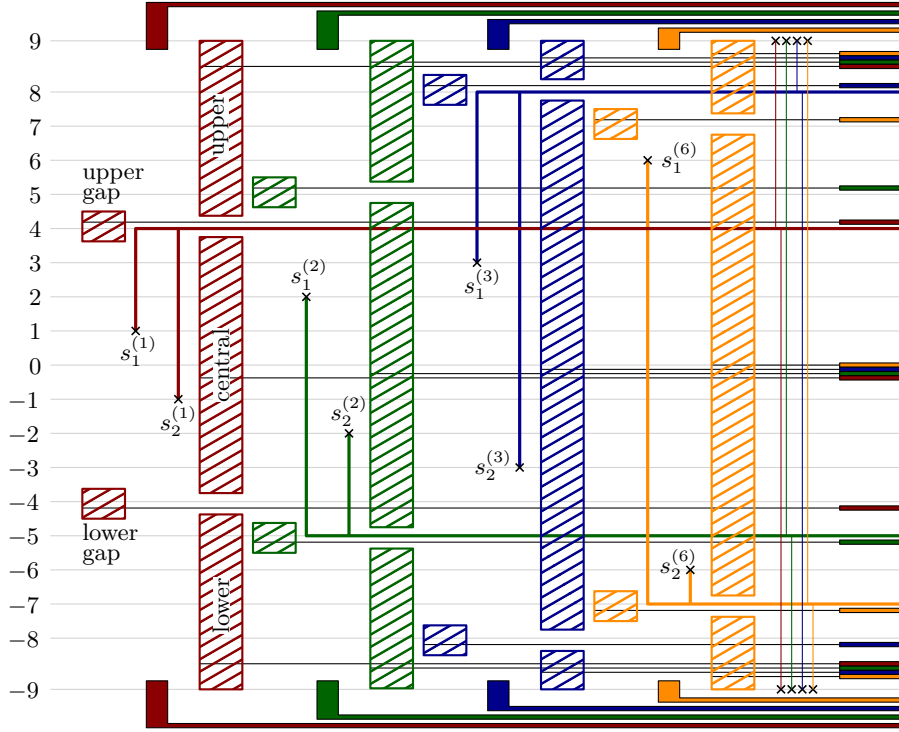 9
8
7
6
5
4
3
2
1
0
−1
−2
−3
−4
−5
−6
−7
−8
−9
upper
gap
lower
gap
upper
central
lower
s₁⁽¹⁾
s₂⁽¹⁾
s₁⁽²⁾
s₂⁽²⁾
s₁⁽³⁾
s₂⁽³⁾
s₁⁽⁶⁾
s₂⁽⁶⁾